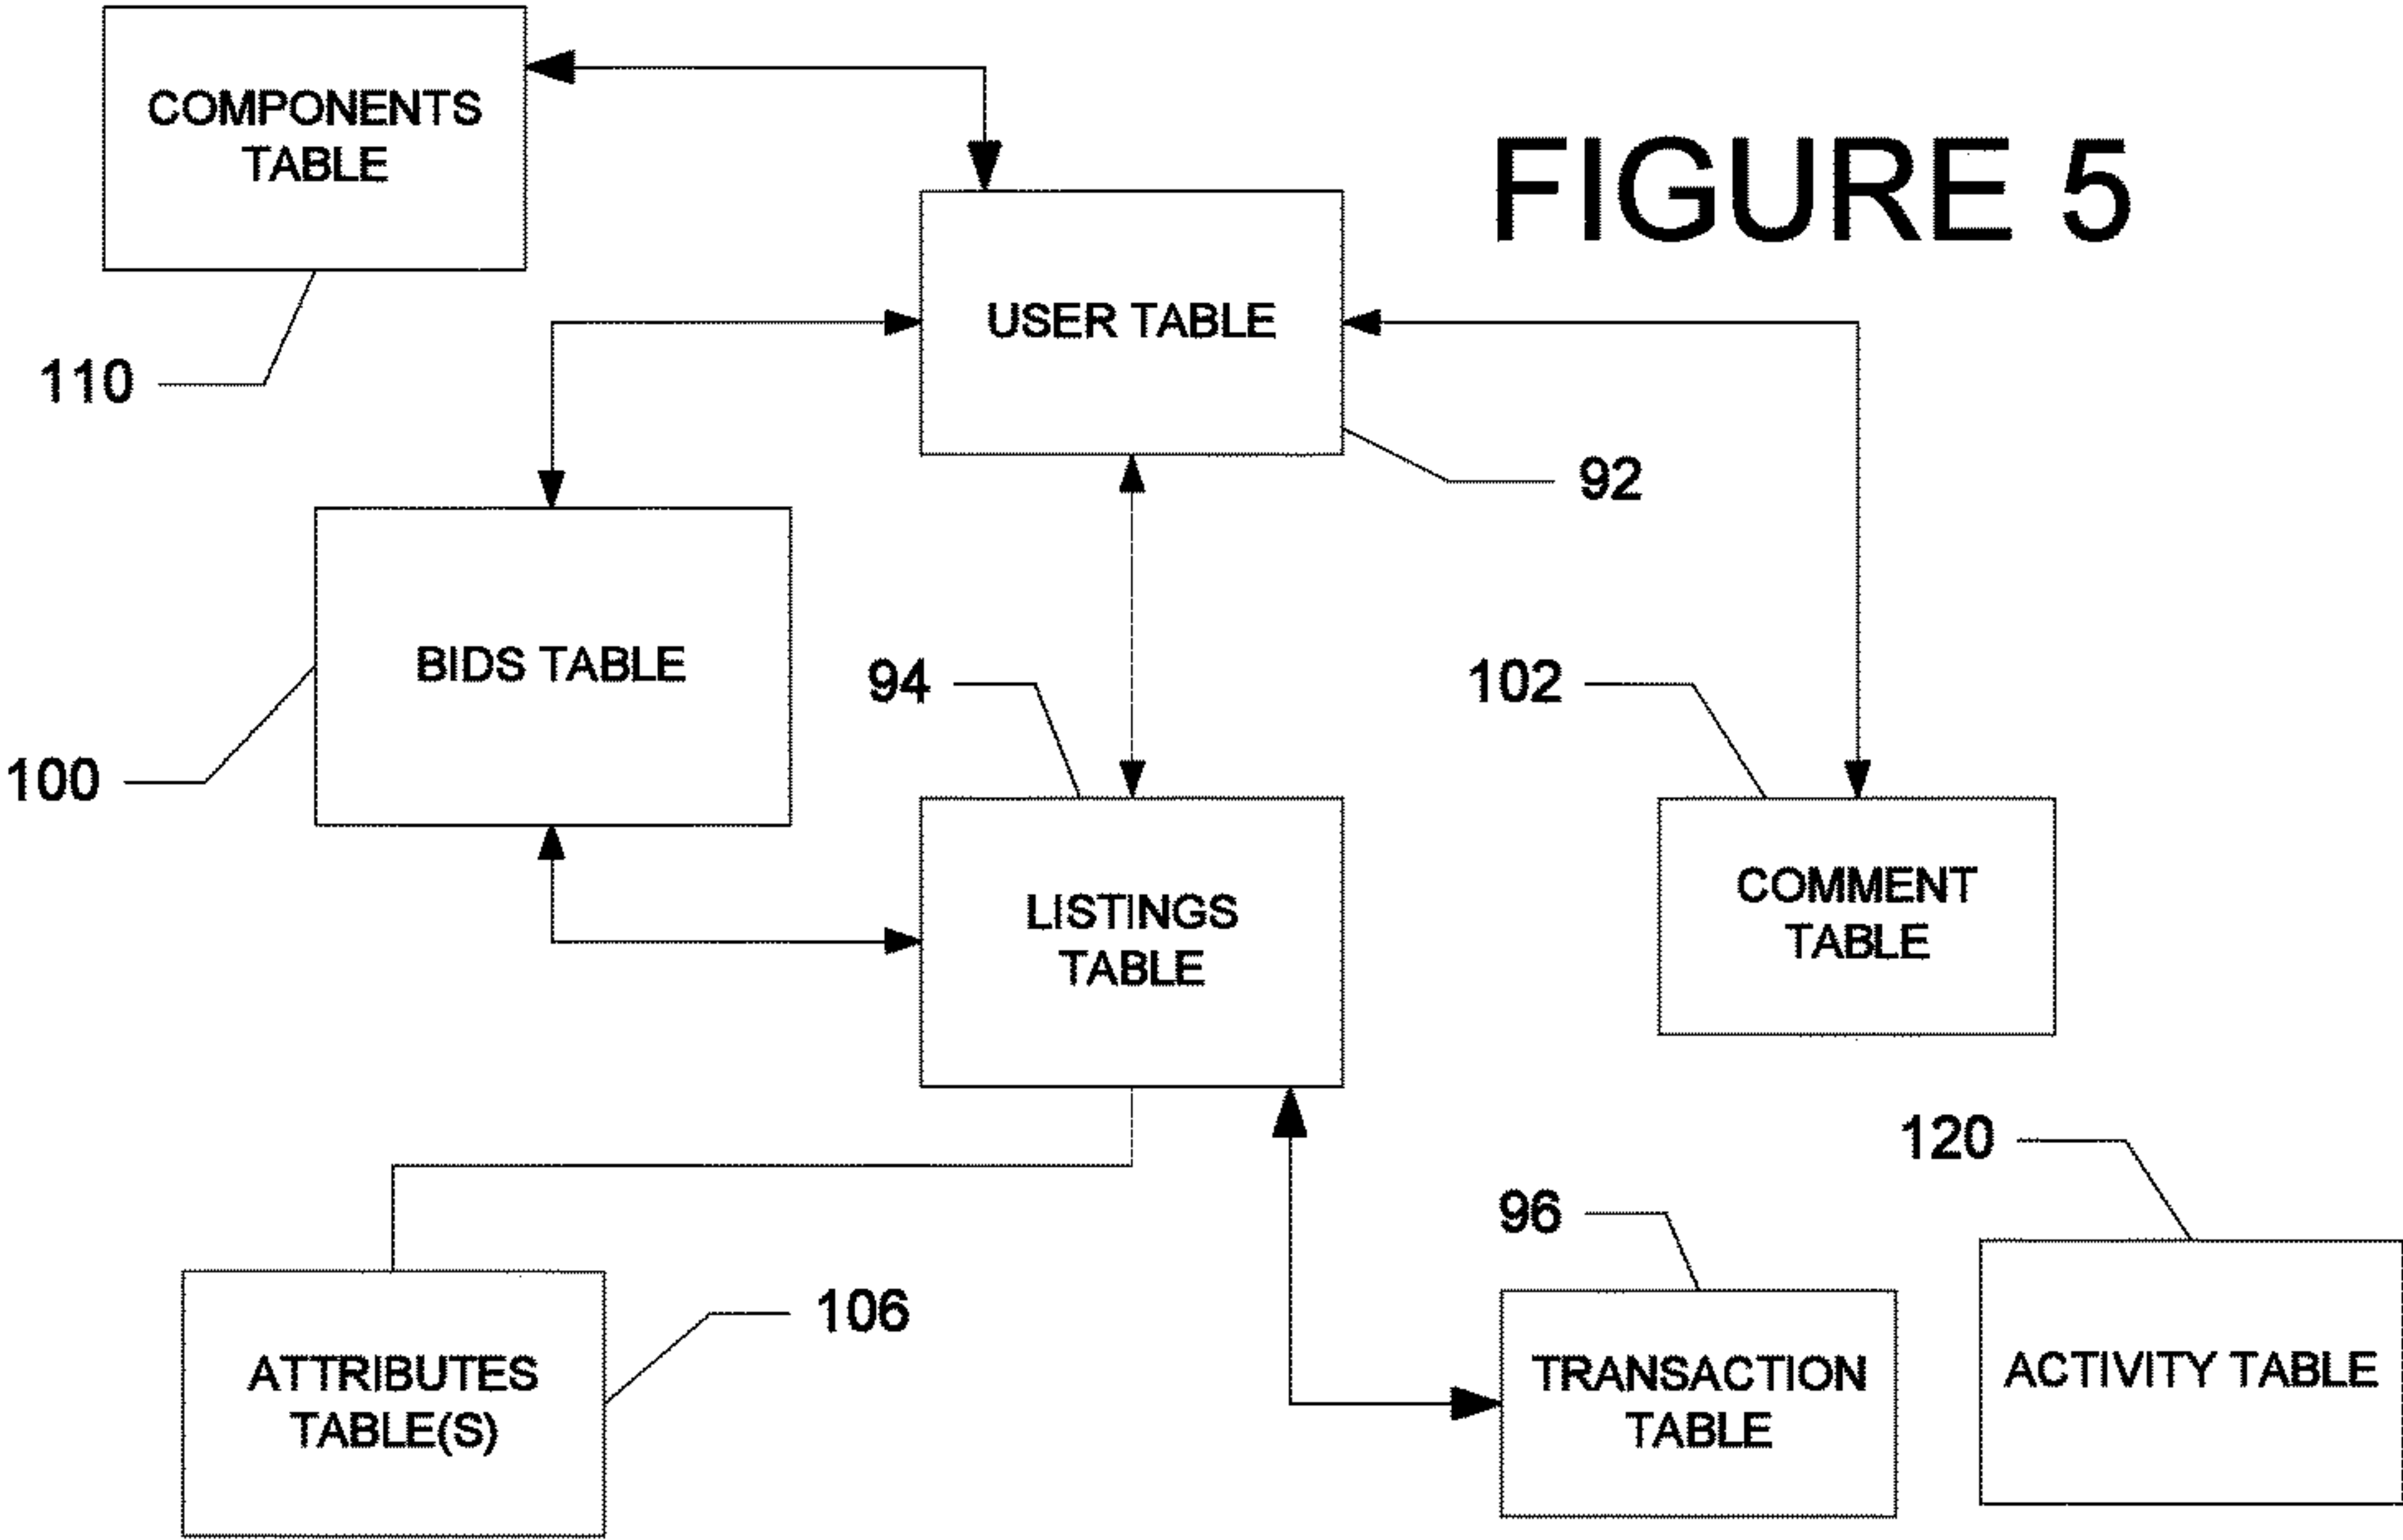 COMPONENTS
TABLE
FIGURE 5
USER TABLE
110
92
BIDS TABLE
94
102
100
COMMENT
TABLE
LISTINGS
TABLE
120
96
106
ATTRIBUTES
TABLE(S)
TRANSACTION
TABLE
ACTIVITY TABLE